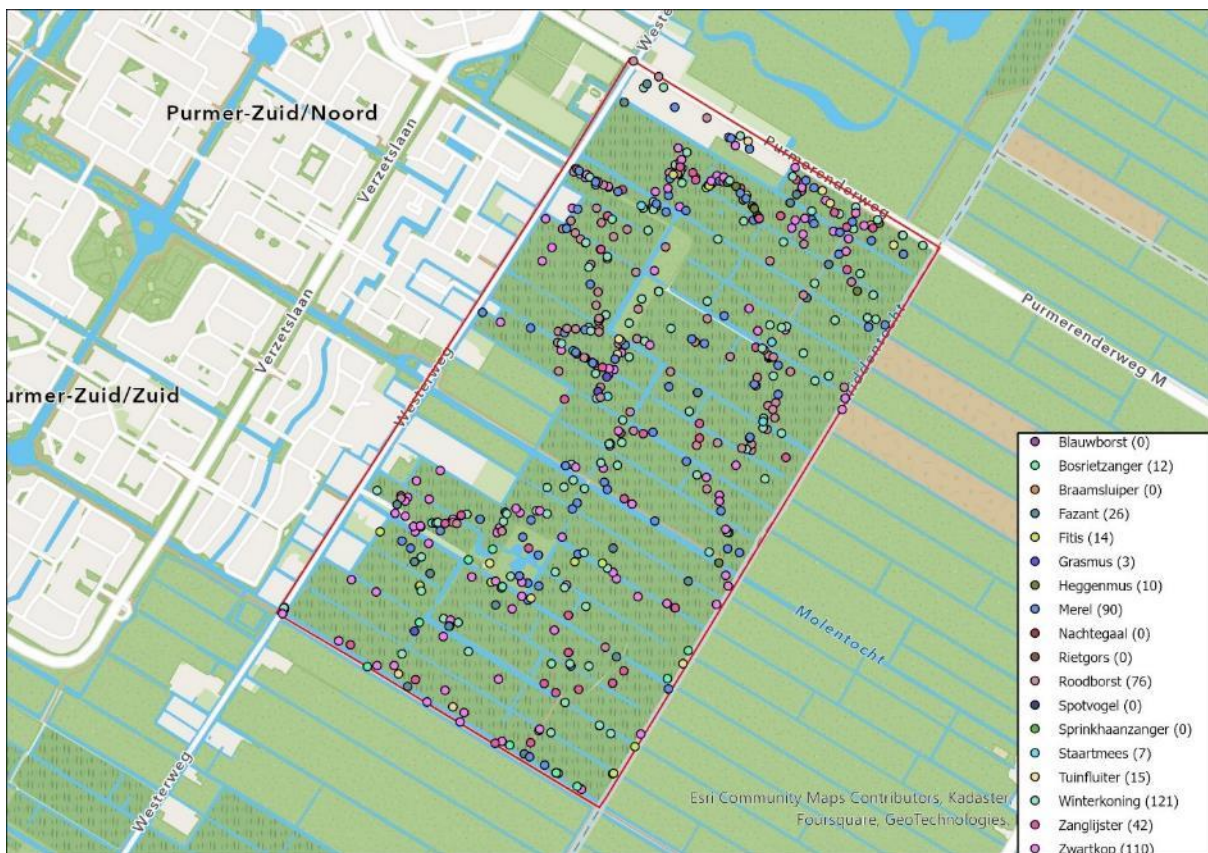 Weste
Purmer-Zuid/Noord
Verzetslaan
Purmerenderweg
Verzetslaan
Purmerenderweg M
Westerweg
urmer-Zuid/Zuid
Molentocht
Westerweg
Blauwborst (0)
Bosrietzanger (12)
Braamsluiper (0)
Fazant (26)
Fitis (14)
Grasmus (3)
Heggenmus (10)
Merel (90)
Nachtegaal (0)
Rietgors (0)
Roodborst (76)
Spotvogel (0)
Sprinkhaanzanger (0)
Staartmees (7)
Tuinfluiter (15)
Winterkoning (121)
Zanglijster (42)
Zwartkop (110)
Esri Community Maps Contributors, Kadaster,
Foursquare, GeoTechnologies,